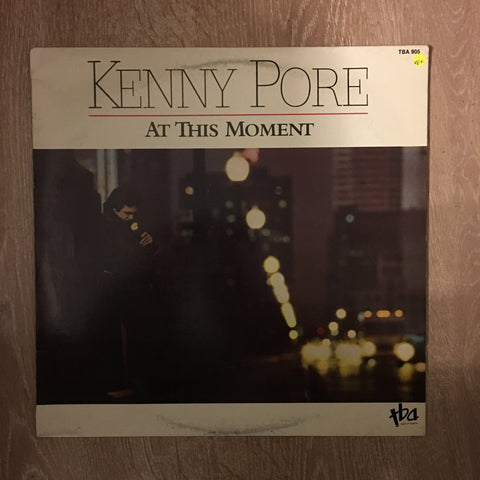 TBA 905
KENNY PORE
AT THIS MOMENT
tba